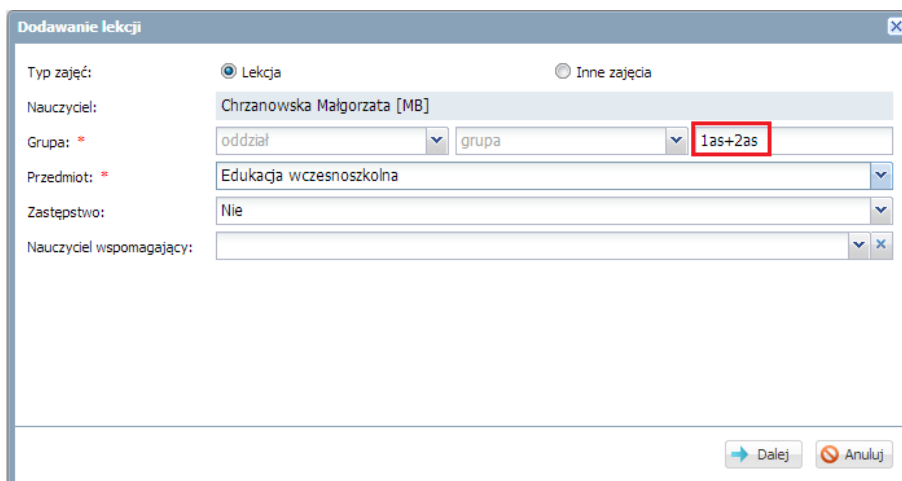 Dodawanie lekcji
Typ zajęć: Lekcja Inne zajęcia
Nauczyciel: Chrzanowska Małgorzata [MB]
Grupa: * oddział grupa 1as+2as
Przedmiot: * Edukacja wczesnoszkolna
Zastępstwo: Nie
Nauczyciel wspomagający:
Dalej Anuluj